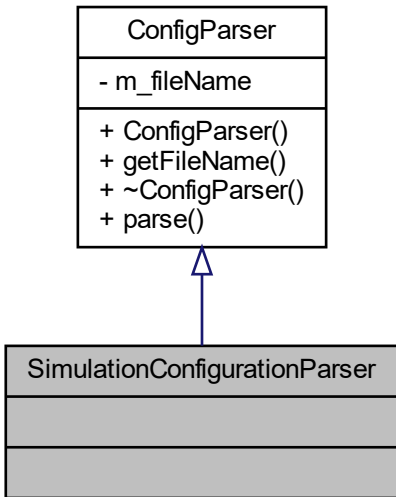 ConfigParser
- m_fileName
+ ConfigParser()
+ getFileName()
+ ~ConfigParser()
+ parse()
SimulationConfigurationParser